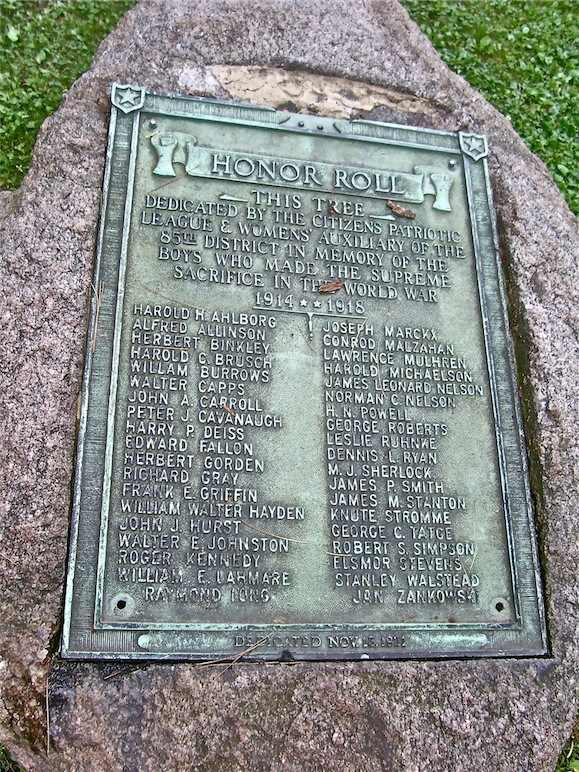 HONOR ROLL
THIS TREE
DEDICATED BY THE CITIZENS PATRIOTIC
LEAGUE & WOMENS' AUXILIARY OF THE
85TH DISTRICT IN MEMORY OF THE
BOYS WHO MADE THE SUPREME
SACRIFICE IN THE WORLD WAR
1914 ★★ 1918
HAROLD H. AHLBORG
ALFRED ALLINSON
HERBERT BINKLEY
HAROLD C. BRUSCH
WILLAM BURROWS
WALTER CAPPS
JOHN A. CARROLL
PETER J. CAVANAUGH
HARRY P. DEISS
EDWARD FALLON
HERBERT GORDEN
RICHARD GRAY
FRANK E. GRIFFIN
WILLIAM WALTER HAYDEN
JOHN J. HURST
WALTER E. JOHNSTON
ROGER KENNEDY
WILLIAM E. LAHMARE
RAYMOND LONG
JOSEPH MARCKX
CONROD MALZAHAN
LAWRENCE MULHREN
HAROLD MICHAELSON
JAMES LEONARD NELSON
NORMAN C. NELSON
H. N. POWELL
GEORGE ROBERTS
LESLIE RUHNKE
DENNIS L. RYAN
M. J. SHERLOCK
JAMES P. SMITH
JAMES M. STANTON
KNUTE STROMME
GEORGE C. TATGE
ROBERT S. SIMPSON
ELSMOR STEVENS
STANLEY WALSTEAD
JAN ZANKOWSKI
DEDICATED NOV.